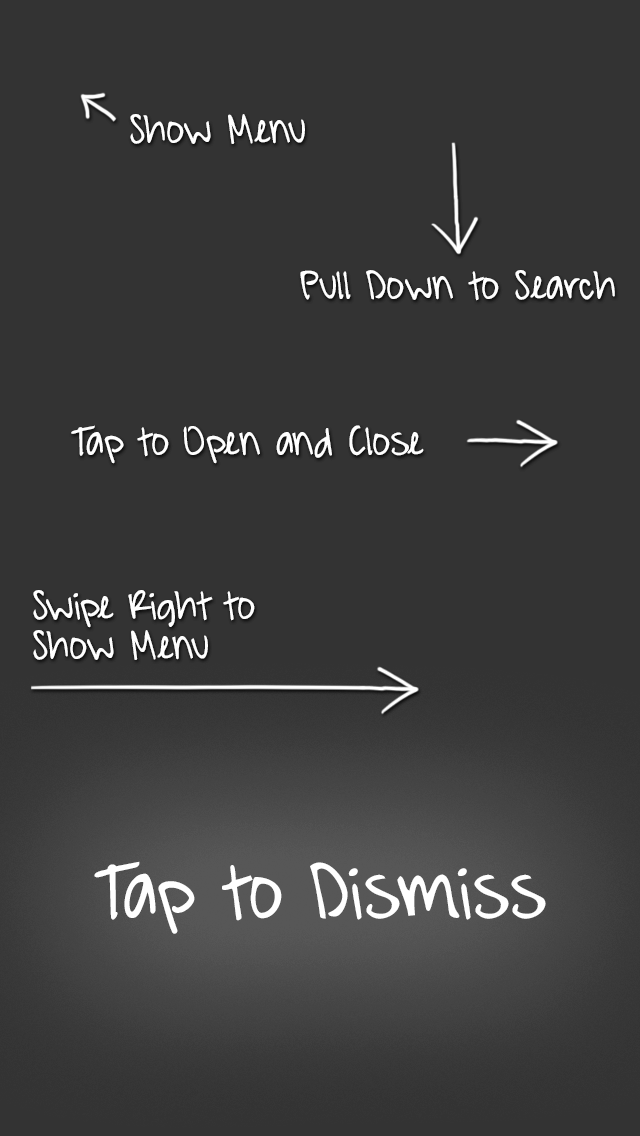 Show Menu
Pull Down to Search
Tap to Open and Close
Swipe Right to
Show Menu
Tap to Dismiss